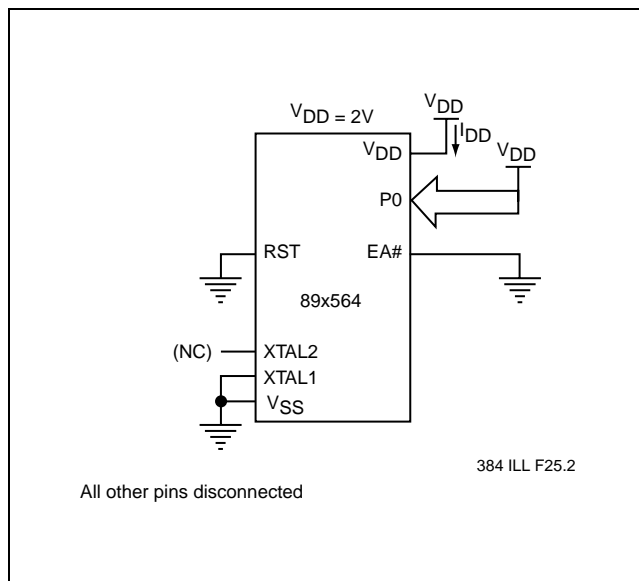 VDD = 2V
VDD
IDD
VDD
VDD
P0
RST
EA#
89x564
(NC)
XTAL2
XTAL1
VSS
384 ILL F25.2
All other pins disconnected